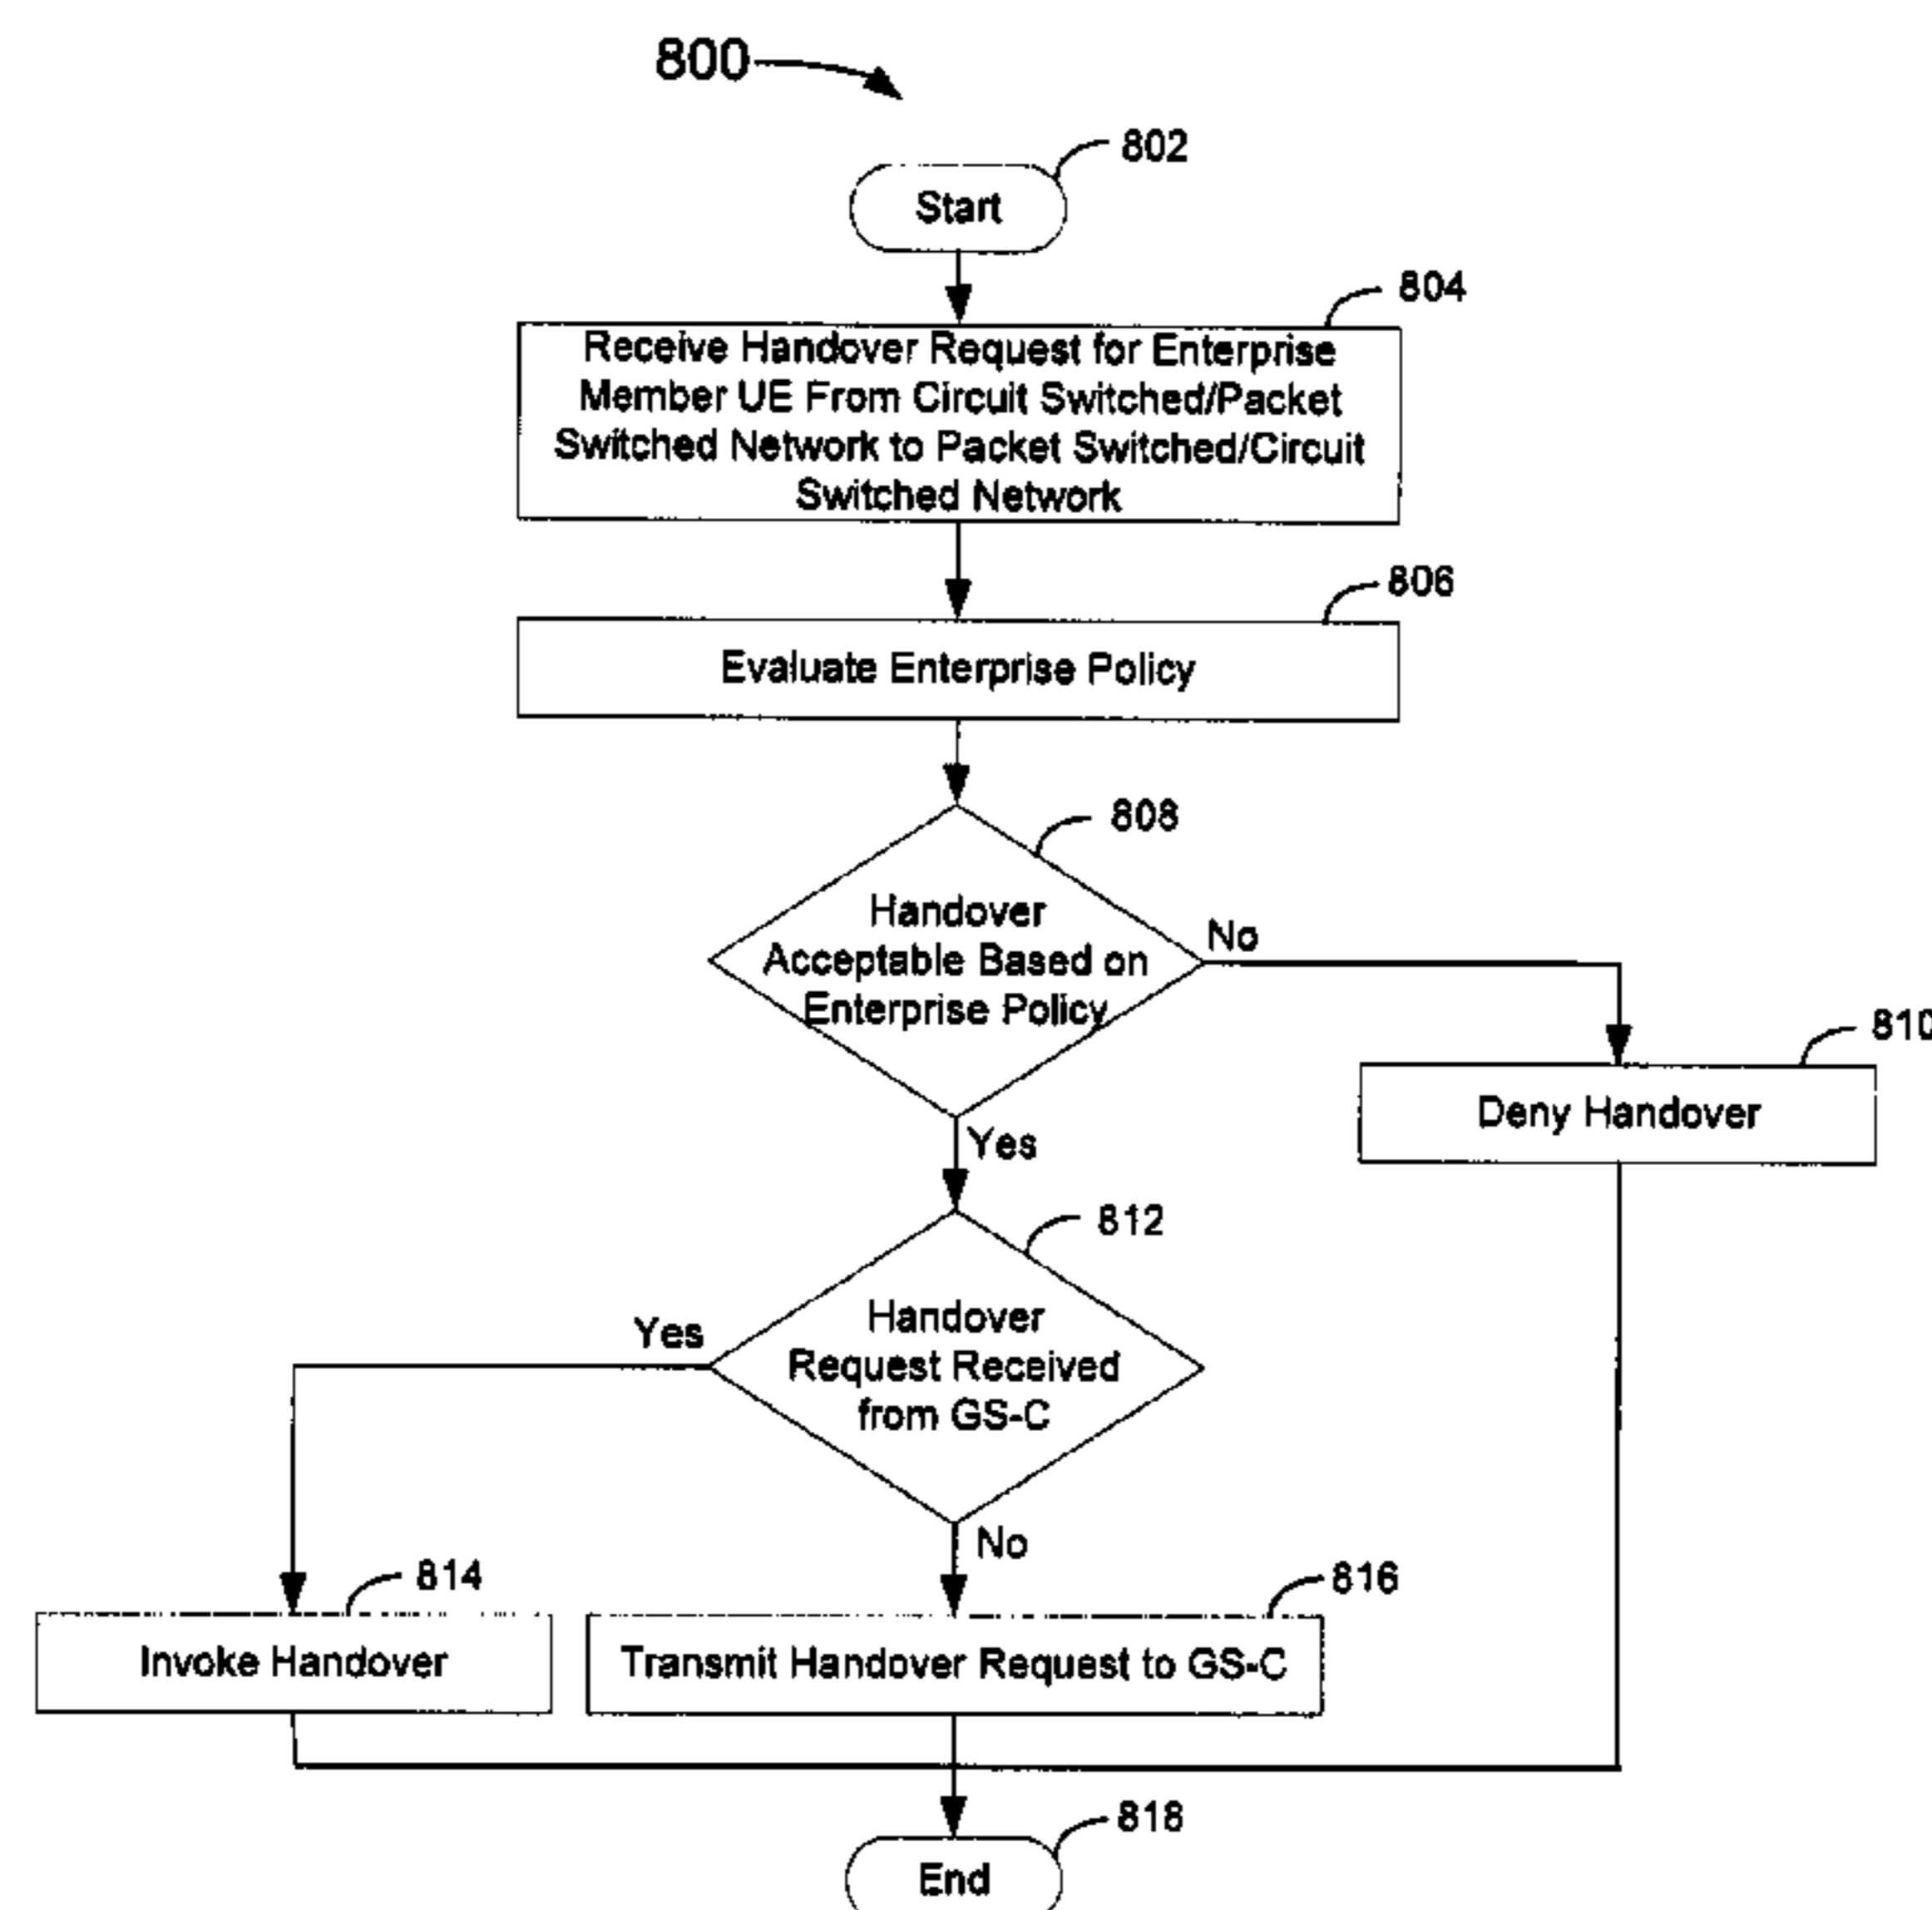 800
802
Start
804
Receive Handover Request for Enterprise
Member UE From Circuit Switched/Packet
Switched Network to Packet Switched/Circuit
Switched Network
806
Evaluate Enterprise Policy
808
Handover
Acceptable Based on
Enterprise Policy
No
810
Deny Handover
Yes
812
Handover
Request Received
from GS-C
Yes
No
814
Invoke Handover
816
Transmit Handover Request to GS-C
818
End